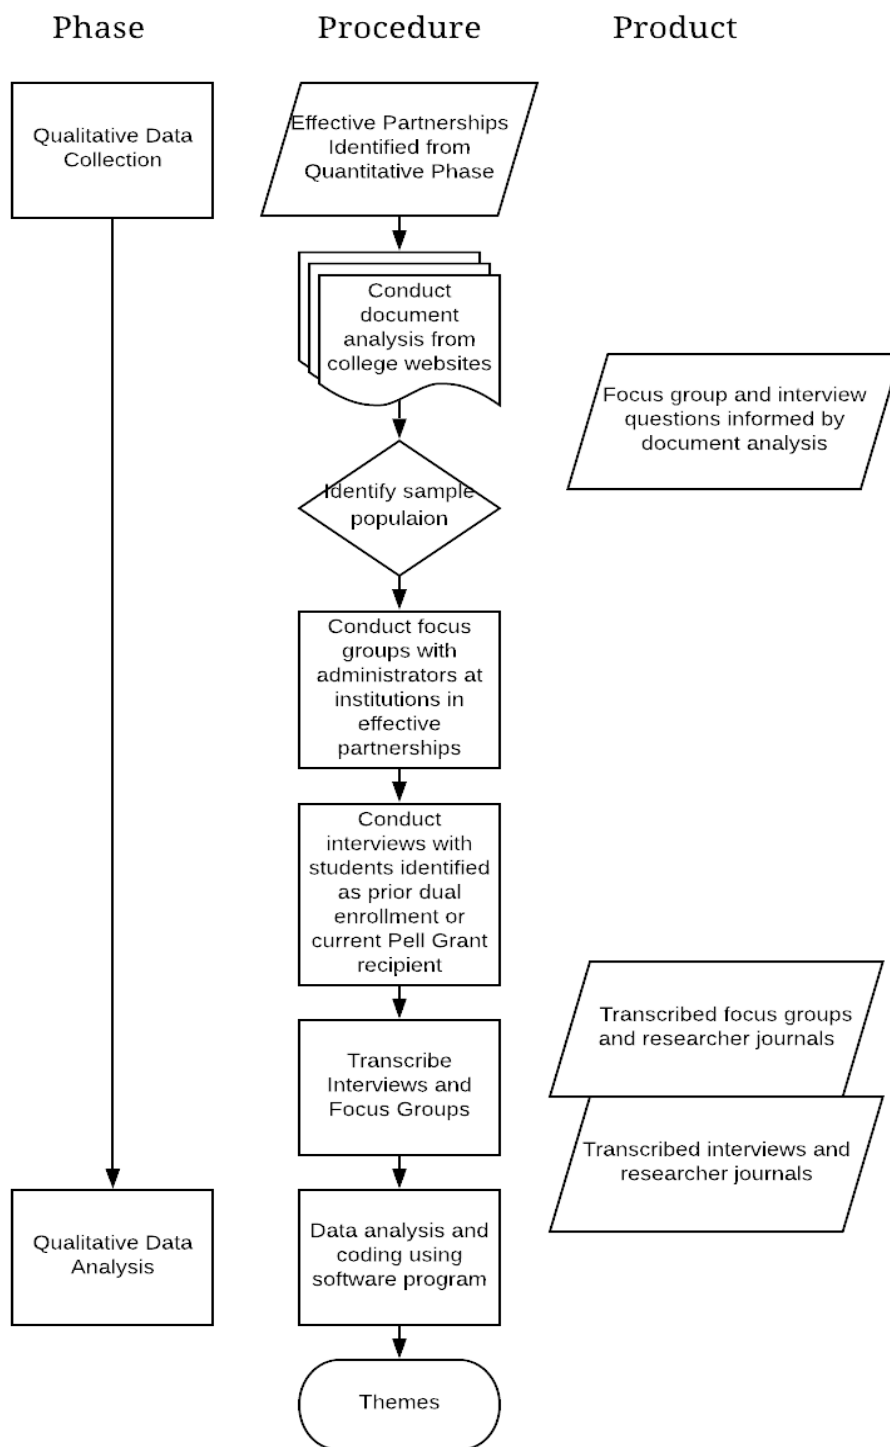 Phase
Procedure
Product
Qualitative Data
Collection
Effective Partnerships
Identified from
Quantitative Phase
Conduct
document
analysis from
college websites
Focus group and interview
questions informed by
document analysis
Identify sample
populaion
Conduct focus
groups with
administrators at
institutions in
effective
partnerships
Conduct
interviews with
students identified
as prior dual
enrollment or
current Pell Grant
recipient
Transcribe
Interviews and
Focus Groups
Transcribed focus groups
and researcher journals
Transcribed interviews and
researcher journals
Qualitative Data
Analysis
Data analysis and
coding using
software program
Themes